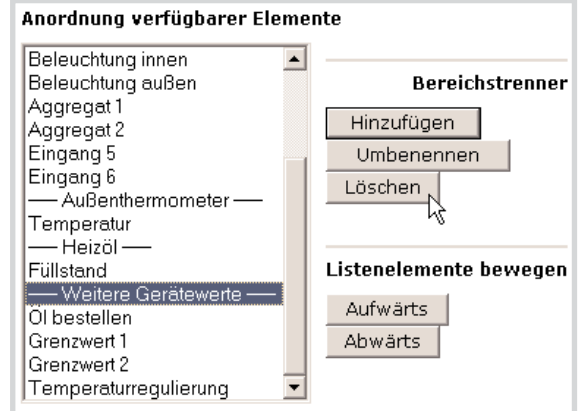 Anordnung verfügbarer Elemente
Beleuchtung innen
Beleuchtung außen
Aggregat 1
Aggregat 2
Eingang 5
Eingang 6
—— Außenthermometer ——
Temperatur
—— Heizöl ——
Füllstand
—— Weitere Gerätewerte ——
Öl bestellen
Grenzwert 1
Grenzwert 2
Temperaturregulierung
Bereichstrenner
Hinzufügen
Umbenennen
Löschen
Listenelemente bewegen
Aufwärts
Abwärts